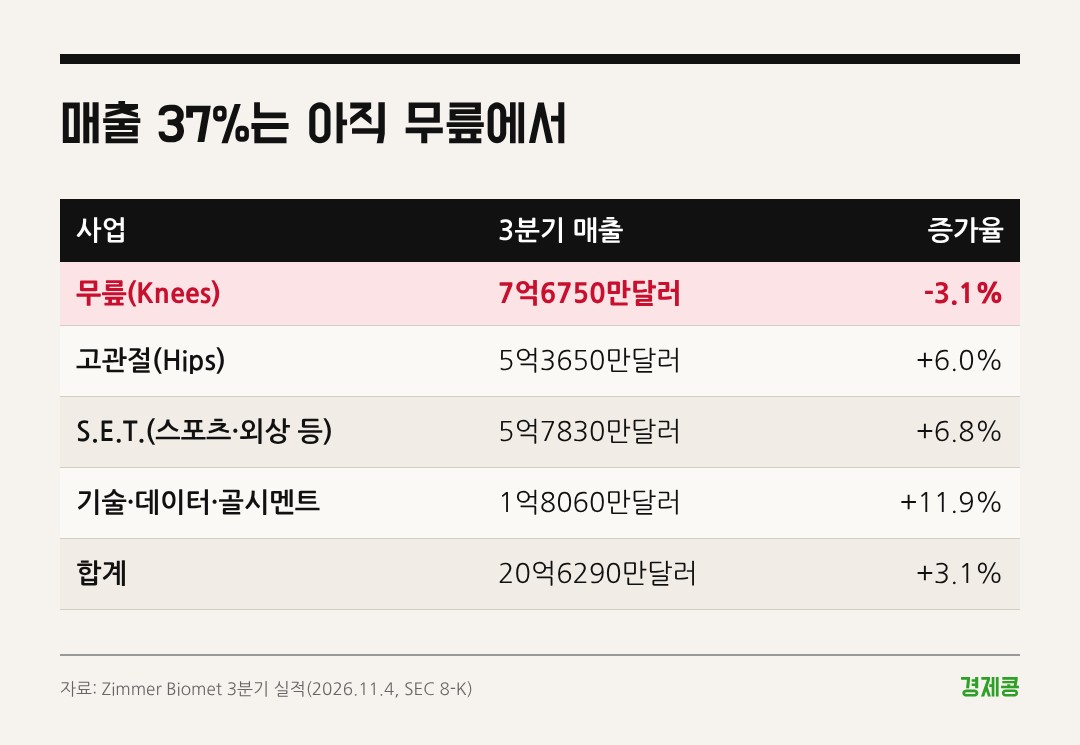 매출 37%는 아직 무릎에서
사업 3분기 매출 증가율
무릎(Knees) 7억6750만달러 -3.1%
고관절(Hips) 5억3650만달러 +6.0%
S.E.T.(스포츠·외상 등) 5억7830만달러 +6.8%
기술·데이터·골시멘트 1억8060만달러 +11.9%
합계 20억6290만달러 +3.1%
자료: Zimmer Biomet 3분기 실적(2026.11.4, SEC 8-K)
경제콩